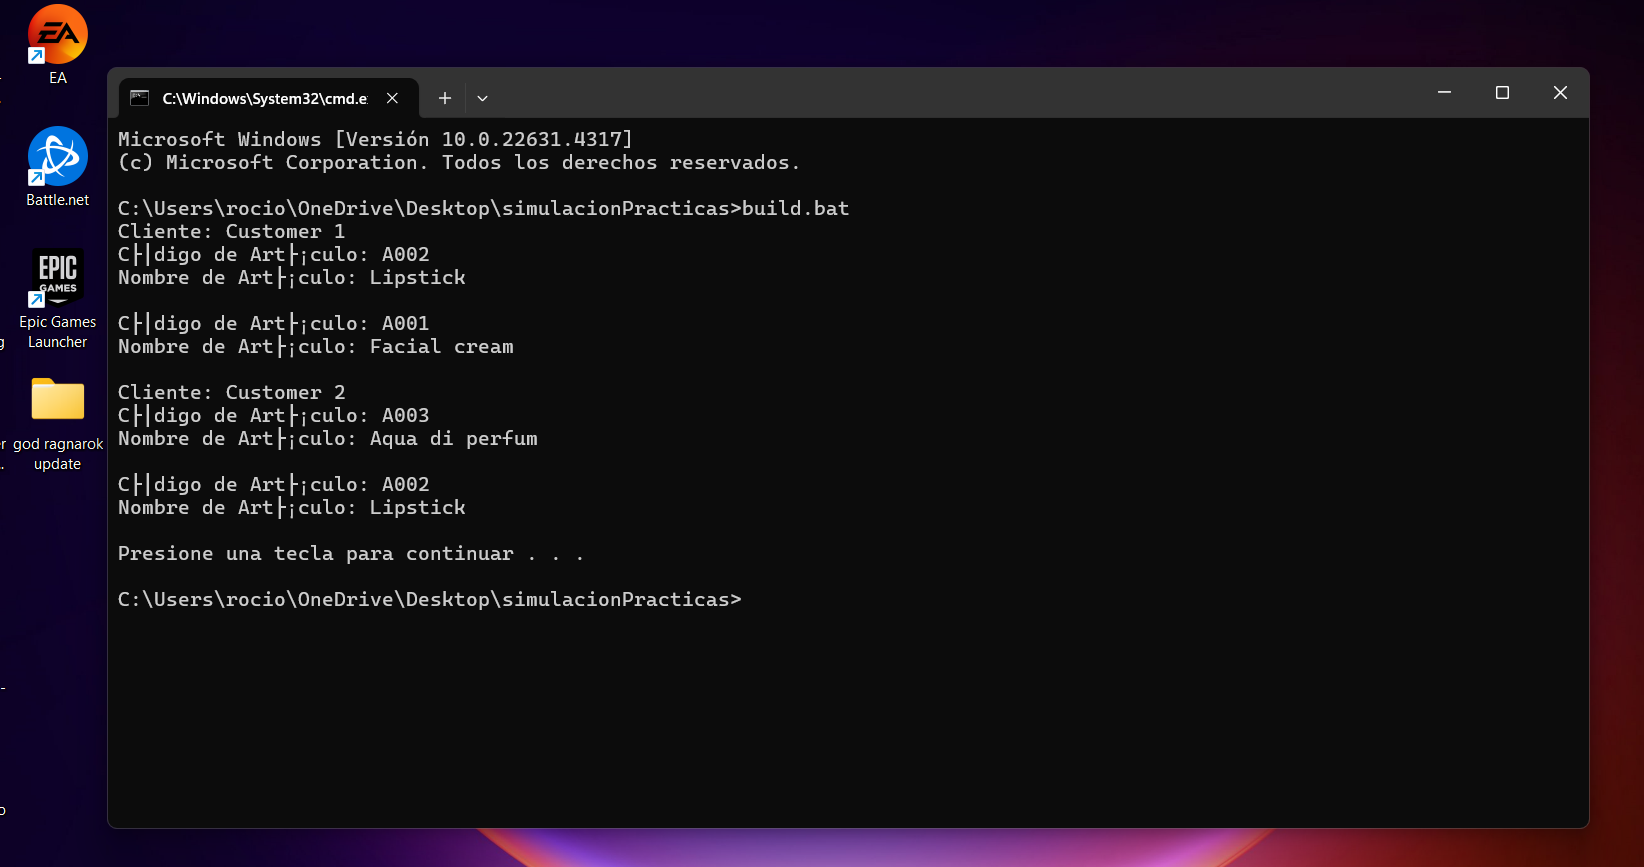 EA
EA
Battle.net
EPIC
GAMES
Epic Games
Launcher
god ragnarok
update
C:\Windows\System32\cmd.e
Microsoft Windows [Versión 10.0.22631.4317]
(c) Microsoft Corporation. Todos los derechos reservados.
C:\Users\rocio\OneDrive\Desktop\simulacionPracticas>build.bat
Cliente: Customer 1
C├│digo de Art├¡culo: A002
Nombre de Art├¡culo: Lipstick
C├│digo de Art├¡culo: A001
Nombre de Art├¡culo: Facial cream
Cliente: Customer 2
C├│digo de Art├¡culo: A003
Nombre de Art├¡culo: Aqua di perfum
C├│digo de Art├¡culo: A002
Nombre de Art├¡culo: Lipstick
Presione una tecla para continuar . . .
C:\Users\rocio\OneDrive\Desktop\simulacionPracticas>